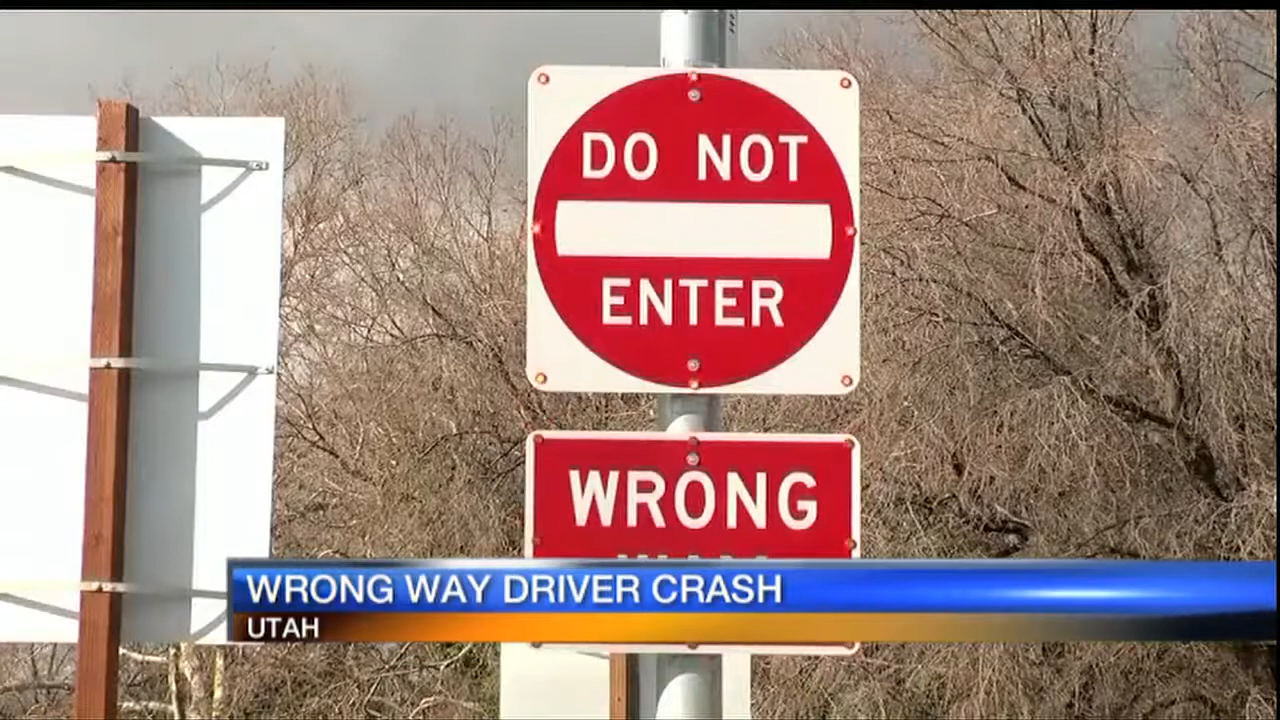 DO NOT
ENTER
WRONG
WRONG WAY DRIVER CRASH
UTAH